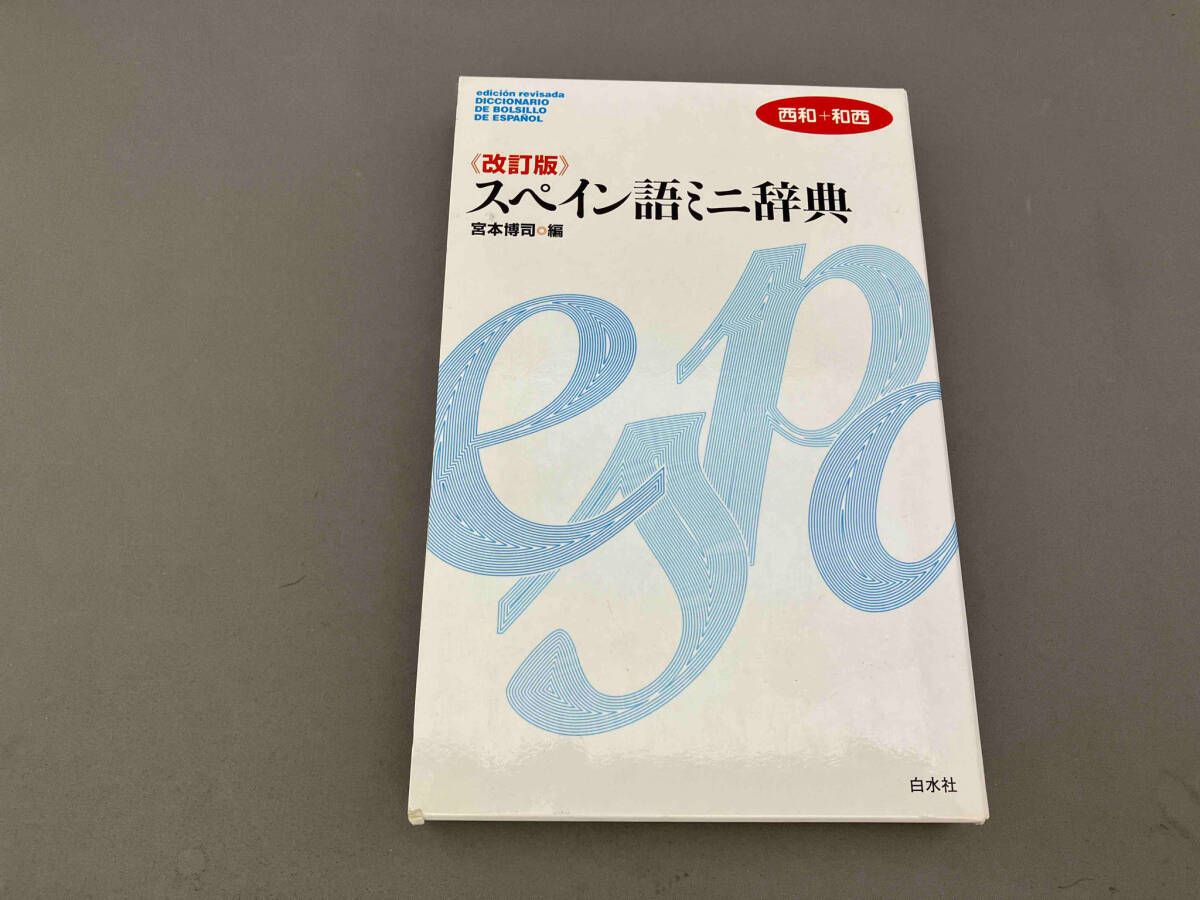 edición revisada
DICCIONARIO
DE BOLSILLO
DE ESPAÑOL
西和+和西
《改訂版》
スペイン語ミニ辞典
宮本博司◦編
espa
白水社